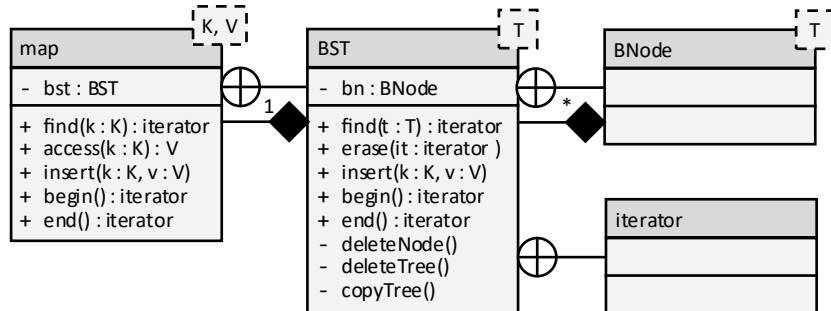 K, V
map
- bst : BST
+ find(k : K) : iterator
+ access(k : K) : V
+ insert(k : K, v : V)
+ begin() : iterator
+ end() : iterator
1
T
BST
- bn : BNode
+ find(t : T) : iterator
+ erase(it : iterator )
+ insert(k : K, v : V)
+ begin() : iterator
+ end() : iterator
- deleteNode()
- deleteTree()
- copyTree()
*
T
BNode
iterator